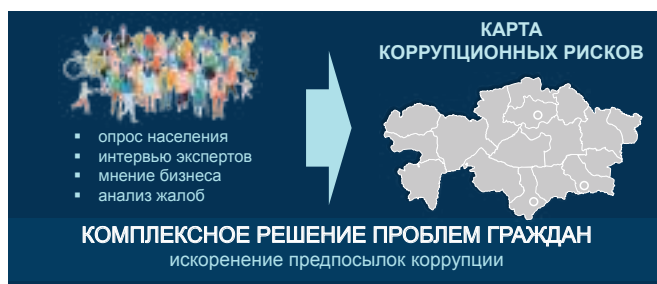 КАРТА
КОРРУПЦИОННЫХ РИСКОВ
▪ опрос населения
▪ интервью экспертов
▪ мнение бизнеса
▪ анализ жалоб
КОМПЛЕКСНОЕ РЕШЕНИЕ ПРОБЛЕМ ГРАЖДАН
искоренение предпосылок коррупции